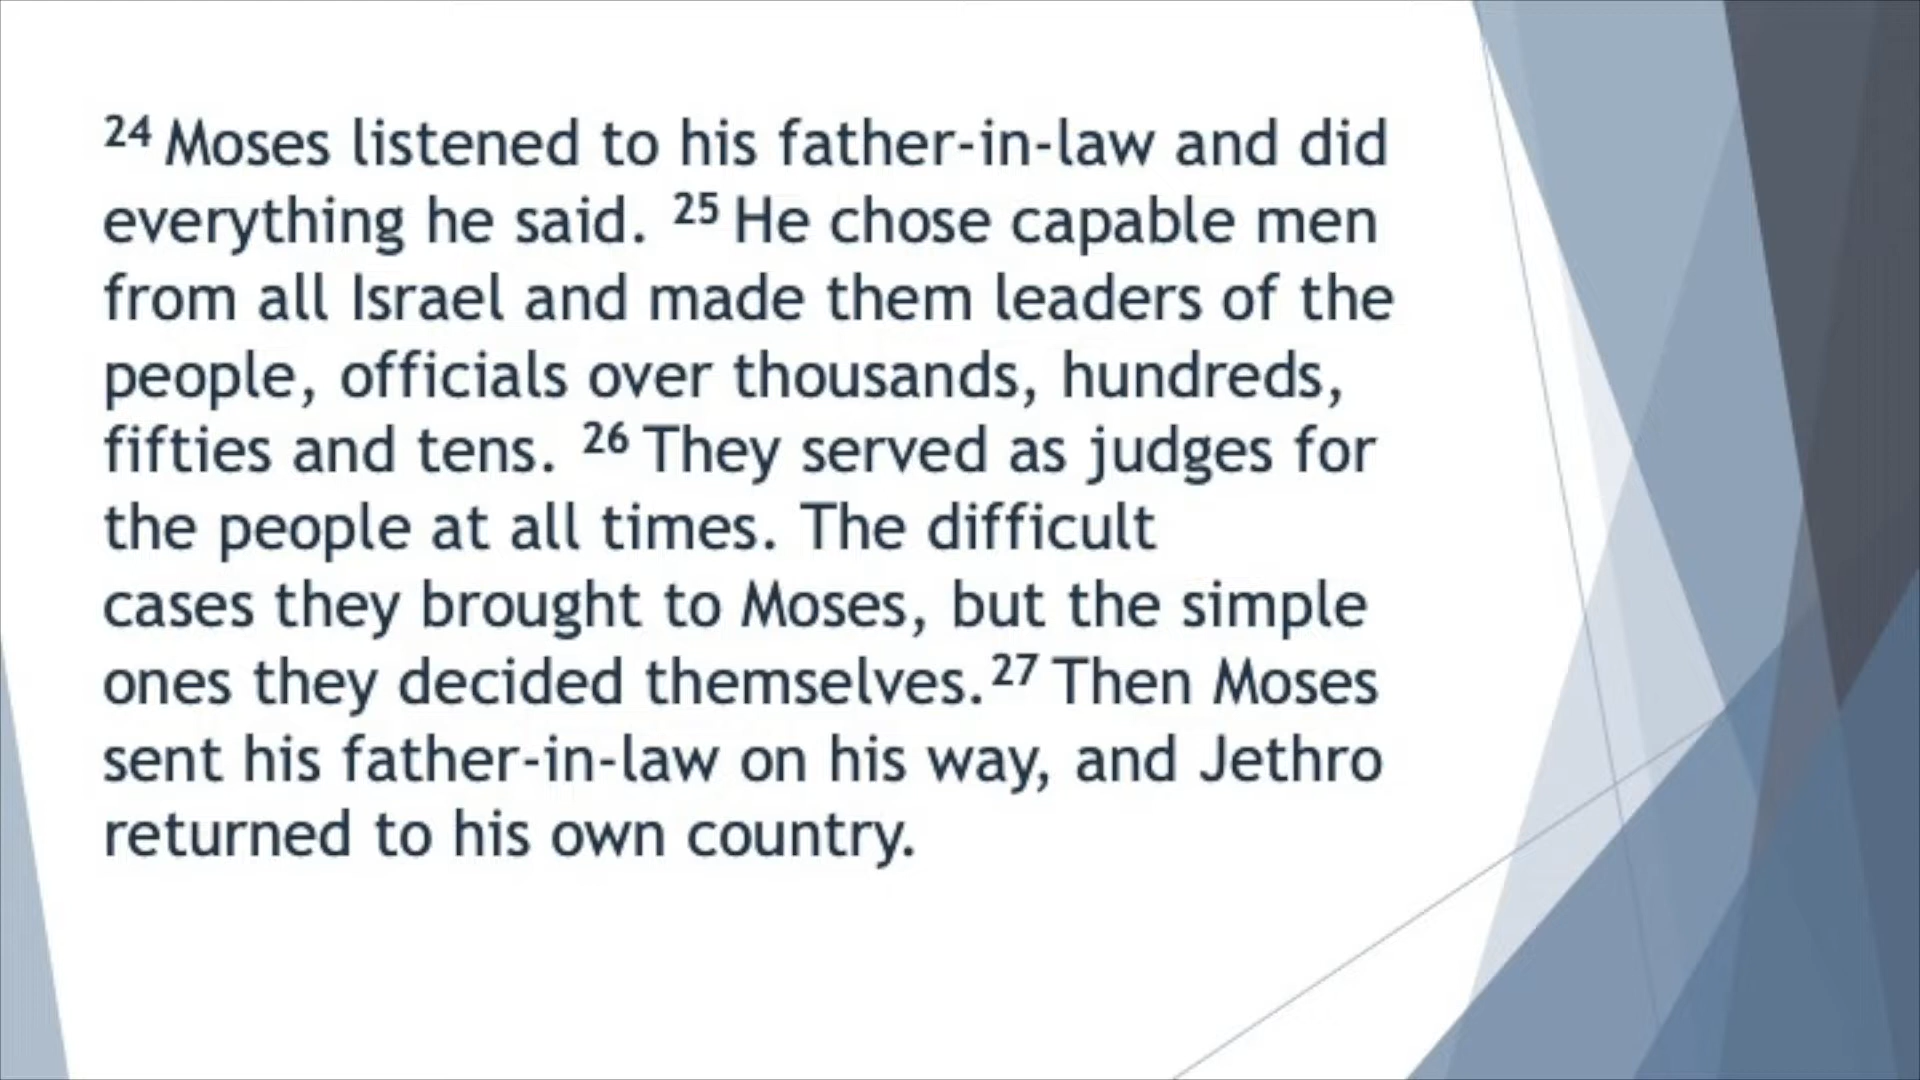 24 Moses listened to his father-in-law and did
everything he said. 25 He chose capable men
from all Israel and made them leaders of the
people, officials over thousands, hundreds,
fifties and tens. 26 They served as judges for
the people at all times. The difficult
cases they brought to Moses, but the simple
ones they decided themselves.27 Then Moses
sent his father-in-law on his way, and Jethro
returned to his own country.